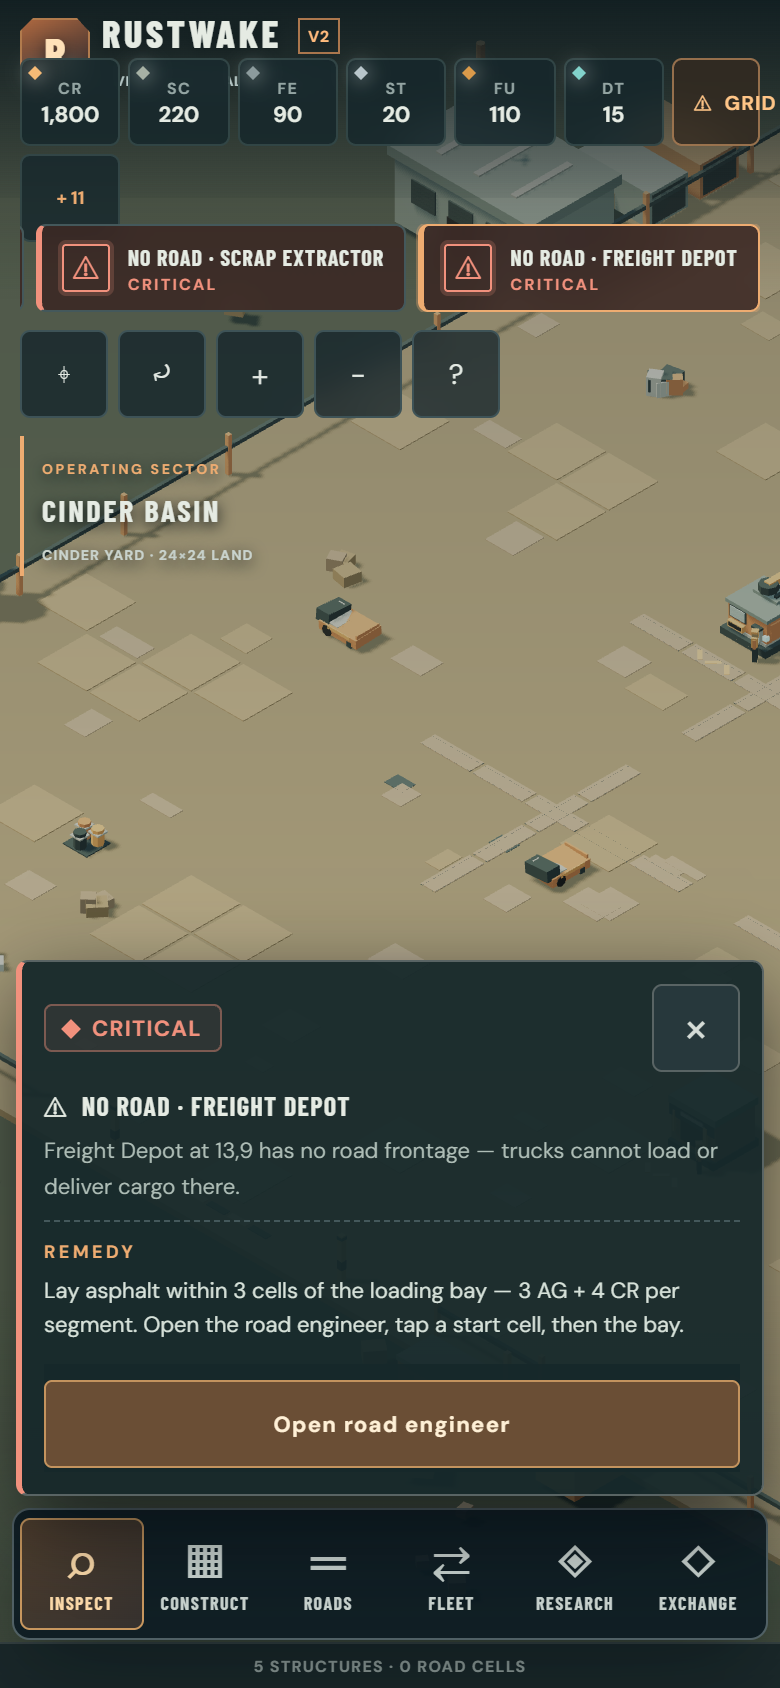 R
RUSTWAKE V2
CR
1,800
SC
220
FE
90
ST
20
FU
110
DT
15
GRID
+ 11
NO ROAD · SCRAP EXTRACTOR
CRITICAL
NO ROAD · FREIGHT DEPOT
CRITICAL
+
−
?
OPERATING SECTOR
CINDER BASIN
CINDER YARD · 24×24 LAND
CRITICAL
×
NO ROAD · FREIGHT DEPOT
Freight Depot at 13,9 has no road frontage — trucks cannot load or
deliver cargo there.
REMEDY
Lay asphalt within 3 cells of the loading bay — 3 AG + 4 CR per
segment. Open the road engineer, tap a start cell, then the bay.
Open road engineer
INSPECT
CONSTRUCT
ROADS
FLEET
RESEARCH
EXCHANGE
5 STRUCTURES · 0 ROAD CELLS